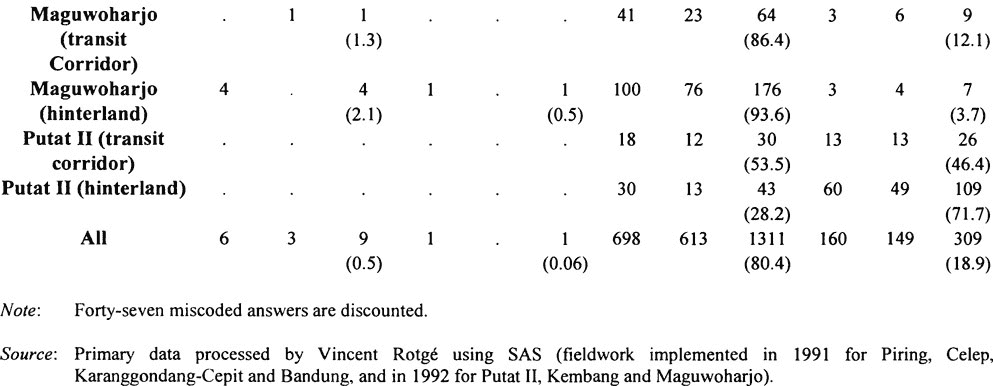 Maguwoharjo . 1 1 . . . 41 23 64 3 6 9
(transit (1.3) (86.4) (12.1)
Corridor)
Maguwoharjo 4 . 4 1 . 1 100 76 176 3 4 7
(hinterland) (2.1) (0.5) (93.6) (3.7)
Putat II (transit . . . . . . 18 12 30 13 13 26
corridor) (53.5) (46.4)
Putat II (hinterland) . . . . . . 30 13 43 60 49 109
(28.2) (71.7)
All 6 3 9 1 . 1 698 613 1311 160 149 309
(0.5) (0.06) (80.4) (18.9)
Note: Forty-seven miscoded answers are discounted.
Source: Primary data processed by Vincent Rotgé using SAS (fieldwork implemented in 1991 for Piring, Celep,
Karanggondang-Cepit and Bandung, and in 1992 for Putat II, Kembang and Maguwoharjo).